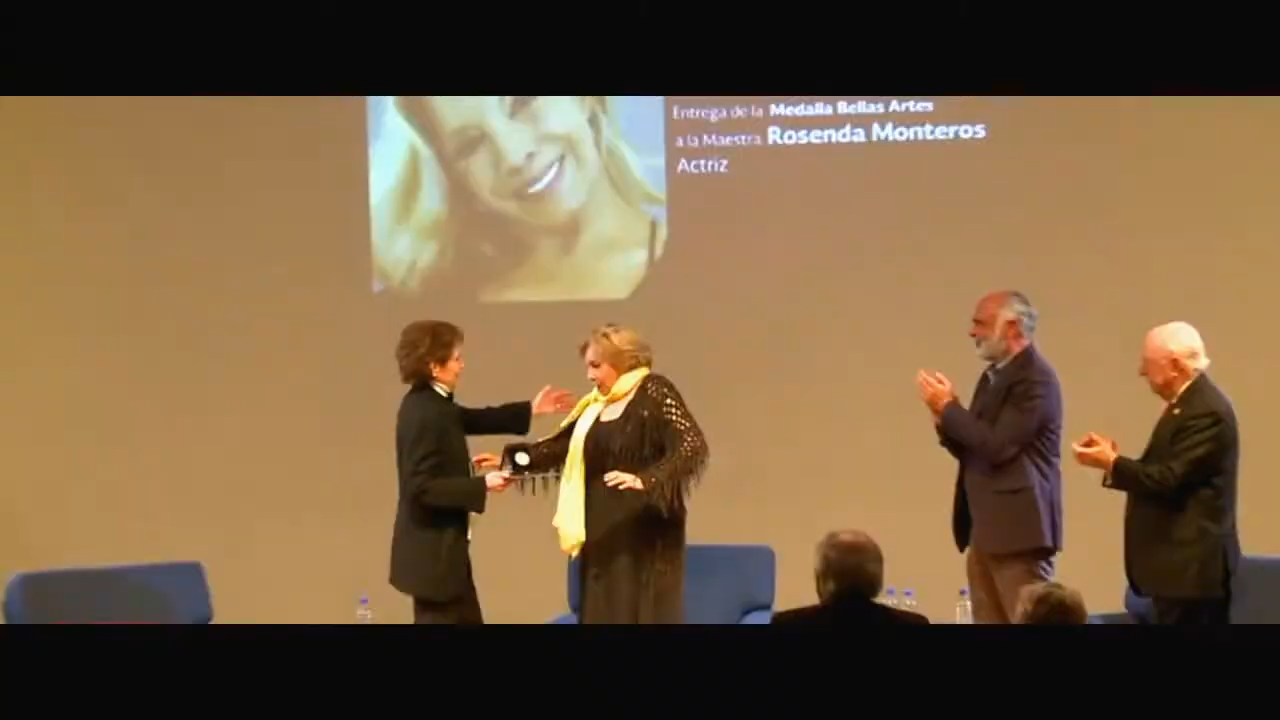 Entrega de la Medalla Bellas Artes
a la Maestra Rosenda Monteros
Actriz